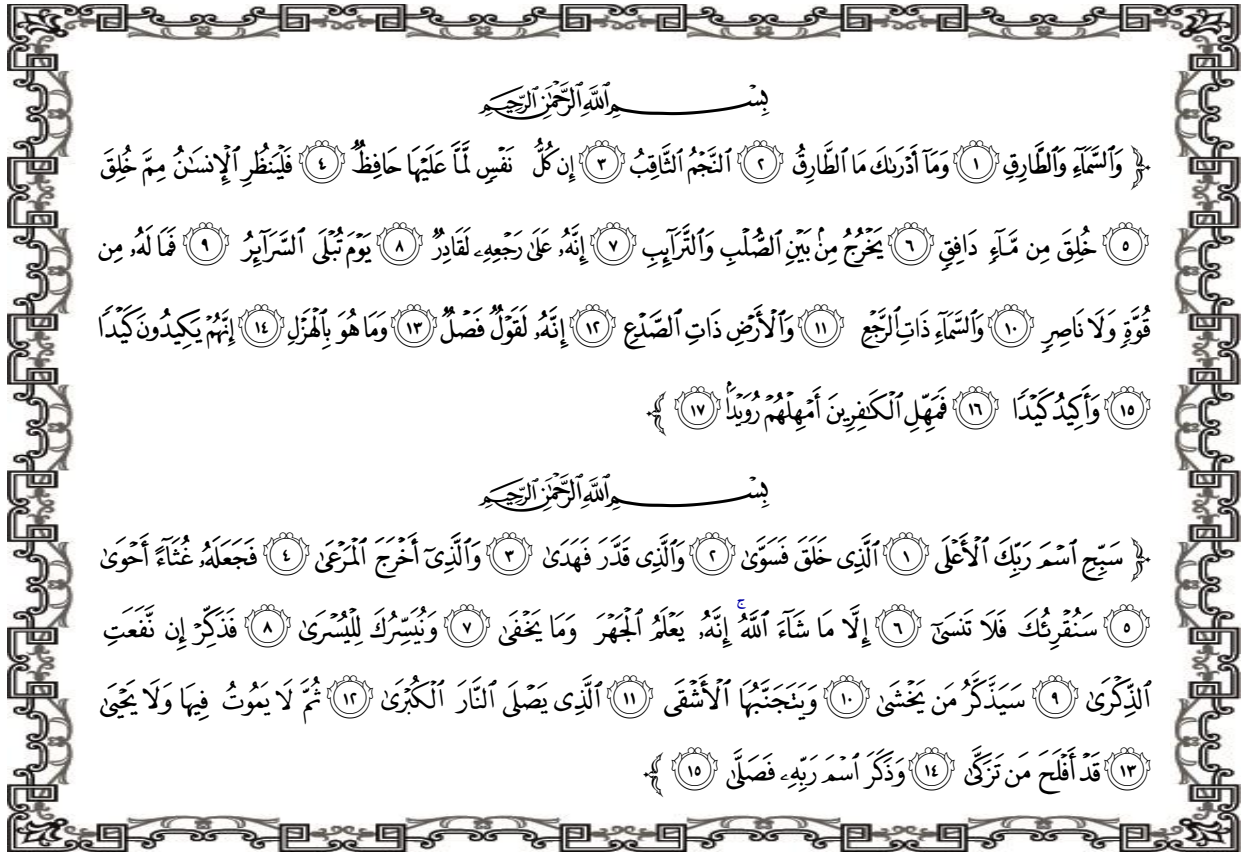 بِسْمِ ٱللَّهِ ٱلرَّحْمَٰنِ ٱلرَّحِيمِ
﴿ وَٱلسَّمَآءِ وَٱلطَّارِقِ ١ وَمَآ أَدْرَىٰكَ مَا ٱلطَّارِقُ ٢ ٱلنَّجْمُ ٱلثَّاقِبُ ٣ إِن كُلُّ نَفْسٍ لَّمَّا عَلَيْهَا حَافِظٌ ٤ فَلْيَنظُرِ ٱلْإِنسَٰنُ مِمَّ خُلِقَ
٥ خُلِقَ مِن مَّآءٍ دَافِقٍ ٦ يَخْرُجُ مِنۢ بَيْنِ ٱلصُّلْبِ وَٱلتَّرَآئِبِ ٧ إِنَّهُۥ عَلَىٰ رَجْعِهِۦ لَقَادِرٌ ٨ يَوْمَ تُبْلَى ٱلسَّرَآئِرُ ٩ فَمَا لَهُۥ مِن
قُوَّةٍ وَلَا نَاصِرٍ ١٠ وَٱلسَّمَآءِ ذَاتِ ٱلرَّجْعِ ١١ وَٱلْأَرْضِ ذَاتِ ٱلصَّدْعِ ١٢ إِنَّهُۥ لَقَوْلٌ فَصْلٌ ١٣ وَمَا هُوَ بِٱلْهَزْلِ ١٤ إِنَّهُمْ يَكِيدُونَ كَيْدًا
١٥ وَأَكِيدُ كَيْدًا ١٦ فَمَهِّلِ ٱلْكَٰفِرِينَ أَمْهِلْهُمْ رُوَيْدًۢا ١٧ ﴾
بِسْمِ ٱللَّهِ ٱلرَّحْمَٰنِ ٱلرَّحِيمِ
﴿ سَبِّحِ ٱسْمَ رَبِّكَ ٱلْأَعْلَى ١ ٱلَّذِى خَلَقَ فَسَوَّىٰ ٢ وَٱلَّذِى قَدَّرَ فَهَدَىٰ ٣ وَٱلَّذِىٓ أَخْرَجَ ٱلْمَرْعَىٰ ٤ فَجَعَلَهُۥ غُثَآءً أَحْوَىٰ
٥ سَنُقْرِئُكَ فَلَا تَنسَىٰٓ ٦ إِلَّا مَا شَآءَ ٱللَّهُ ۚ إِنَّهُۥ يَعْلَمُ ٱلْجَهْرَ وَمَا يَخْفَىٰ ٧ وَنُيَسِّرُكَ لِلْيُسْرَىٰ ٨ فَذَكِّرْ إِن نَّفَعَتِ
ٱلذِّكْرَىٰ ٩ سَيَذَّكَّرُ مَن يَخْشَىٰ ١٠ وَيَتَجَنَّبُهَا ٱلْأَشْقَى ١١ ٱلَّذِى يَصْلَى ٱلنَّارَ ٱلْكُبْرَىٰ ١٢ ثُمَّ لَا يَمُوتُ فِيهَا وَلَا يَحْيَىٰ
١٣ قَدْ أَفْلَحَ مَن تَزَكَّىٰ ١٤ وَذَكَرَ ٱسْمَ رَبِّهِۦ فَصَلَّىٰ ١٥ ﴾